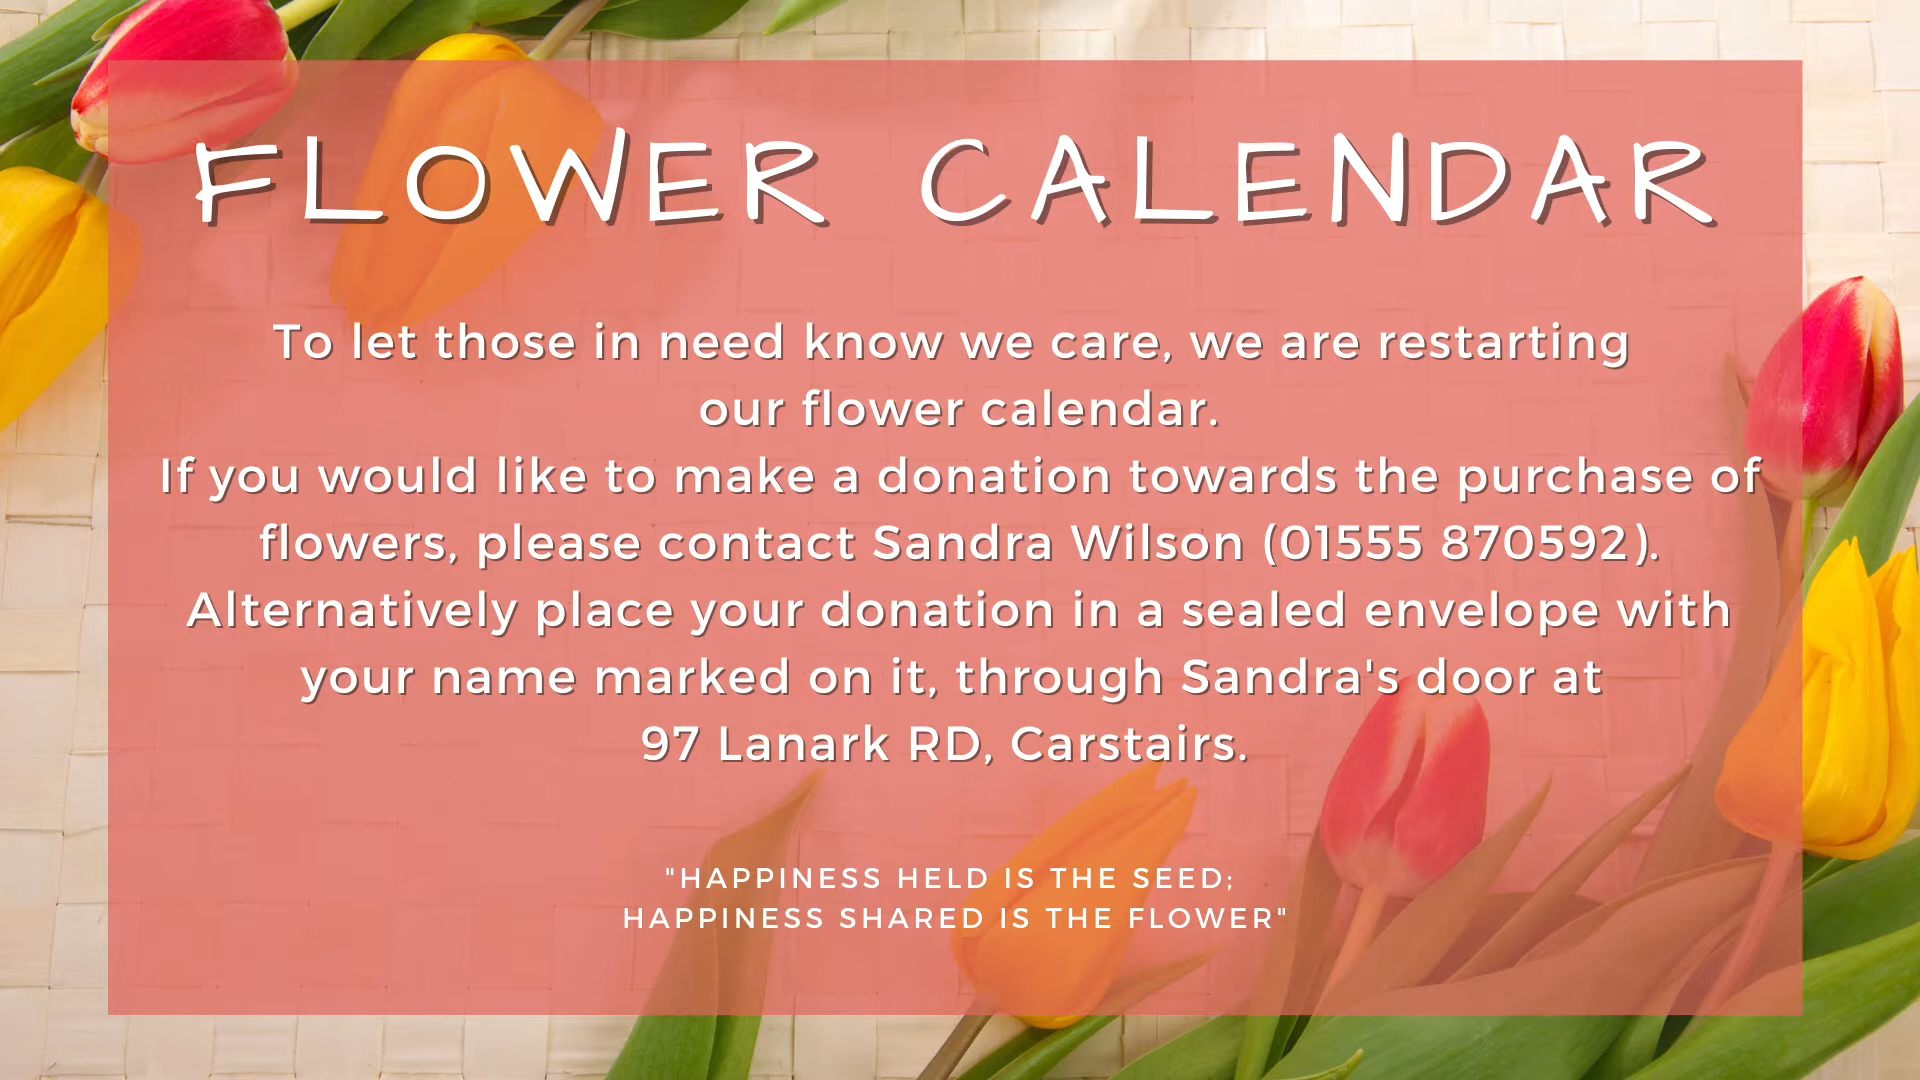 FLOWER CALENDAR
To let those in need know we care, we are restarting
our flower calendar.
If you would like to make a donation towards the purchase of
flowers, please contact Sandra Wilson (01555 870592).
Alternatively place your donation in a sealed envelope with
your name marked on it, through Sandra's door at
97 Lanark RD, Carstairs.
"HAPPINESS HELD IS THE SEED;
HAPPINESS SHARED IS THE FLOWER"